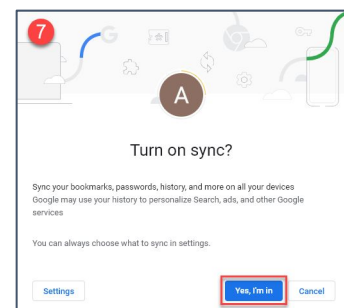 7
G
A
Turn on sync?
Sync your bookmarks, passwords, history, and more on all your devices
Google may use your history to personalize Search, ads, and other Google
services
You can always choose what to sync in settings.
Settings
Yes, I'm in
Cancel